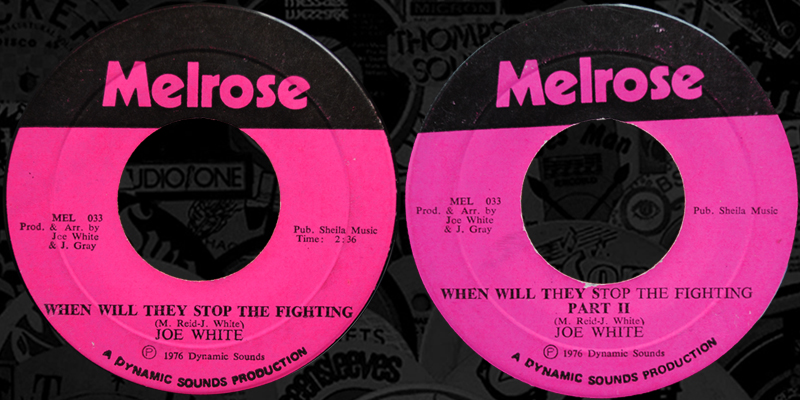 Melrose
MEL 033
Prod. & Arr. by
Joe White
& J. Gray
Pub. Sheila Music
Time: 2:36
WHEN WILL THEY STOP THE FIGHTING
(M. Reid-J. White)
JOE WHITE
℗ 1976 Dynamic Sounds
A DYNAMIC SOUNDS PRODUCTION
Melrose
MEL 033
Prod. & Arr. by
Joe White
& J. Gray
Pub. Sheila Music
WHEN WILL THEY STOP THE FIGHTING
PART II
(M. Reid-J. White)
JOE WHITE
℗ 1976 Dynamic Sounds
A DYNAMIC SOUNDS PRODUCTION
THOMPSON